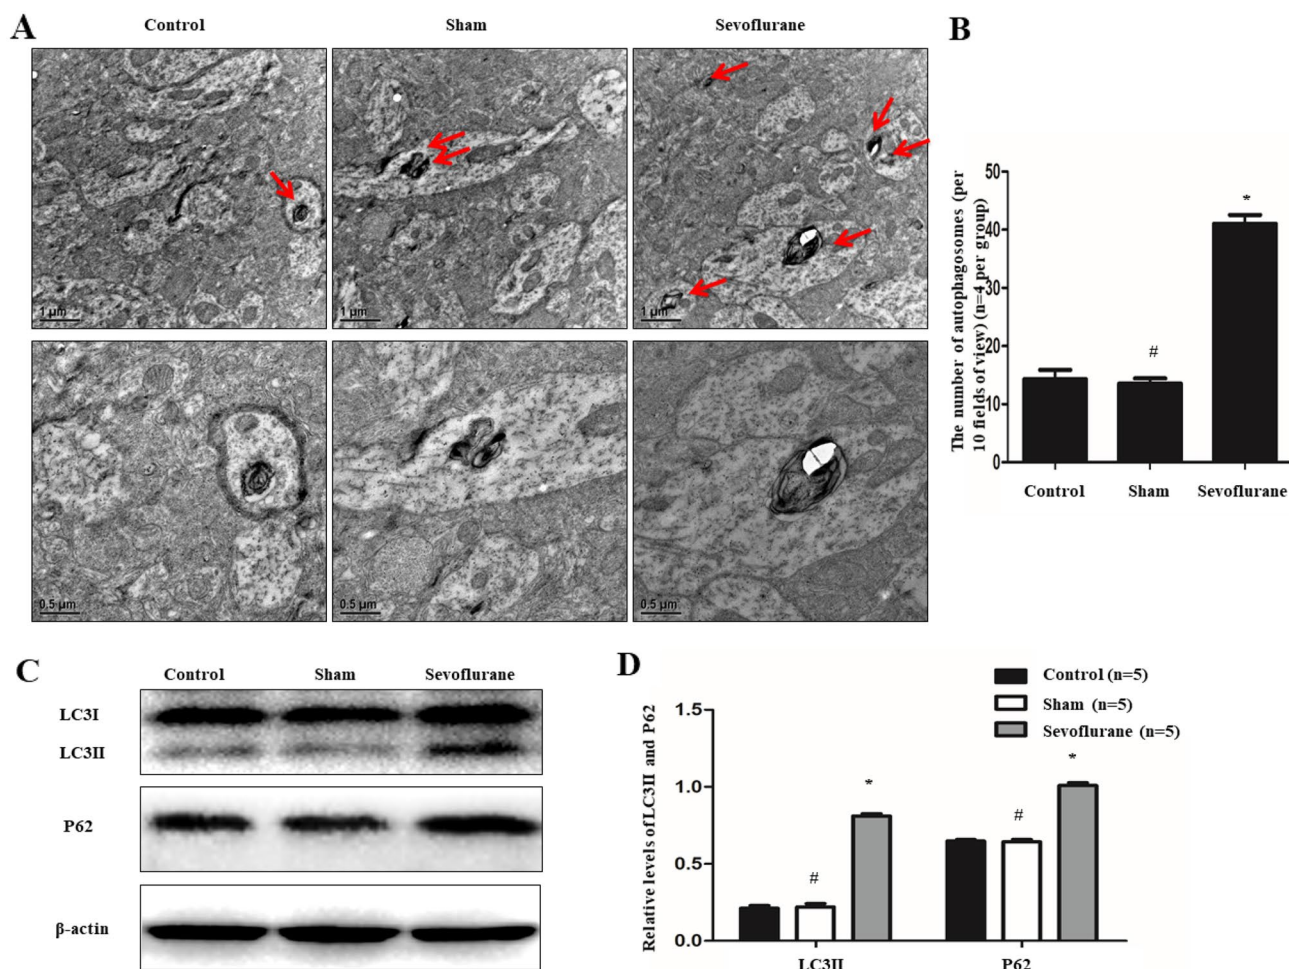 A
Control
Sham
Sevoflurane
B
1 µm
1 µm
1 µm
0.5 µm
0.5 µm
0.5 µm
The number of autophagosomes (per
10 fields of view) (n=4 per group)
50
40
30
20
10
0
#
*
Control
Sham
Sevoflurane
C
Control
Sham
Sevoflurane
LC3I
LC3II
P62
β-actin
D
Control (n=5)
Sham (n=5)
Sevoflurane (n=5)
Relative levels of LC3II and P62
1.5
1.0
0.5
0.0
#
*
#
*
LC3II
P62